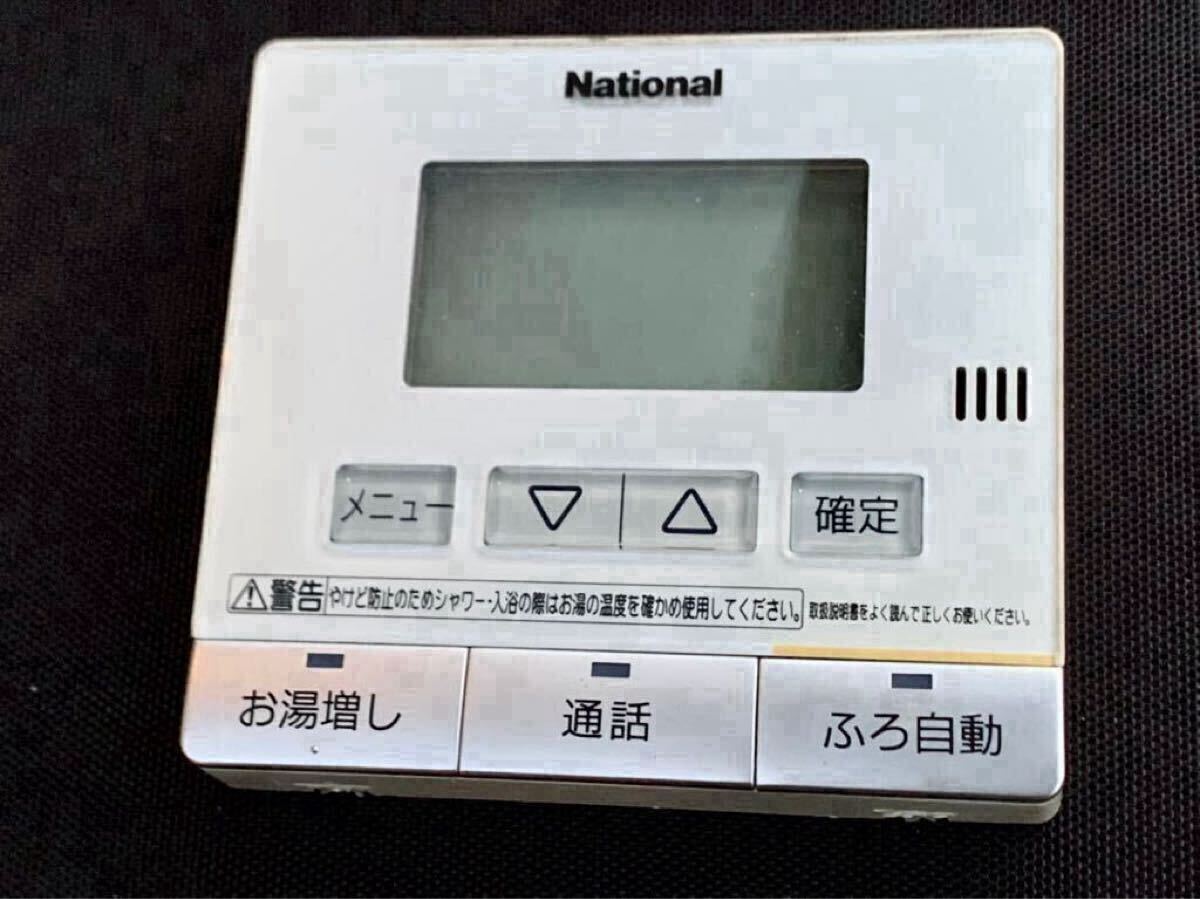 National
メニュー ▽ △ 確定
⚠警告 やけど防止のためシャワー・入浴の際はお湯の温度を確かめ使用してください。 取扱説明書をよく読んで正しくお使いください。
お湯増し 通話 ふろ自動